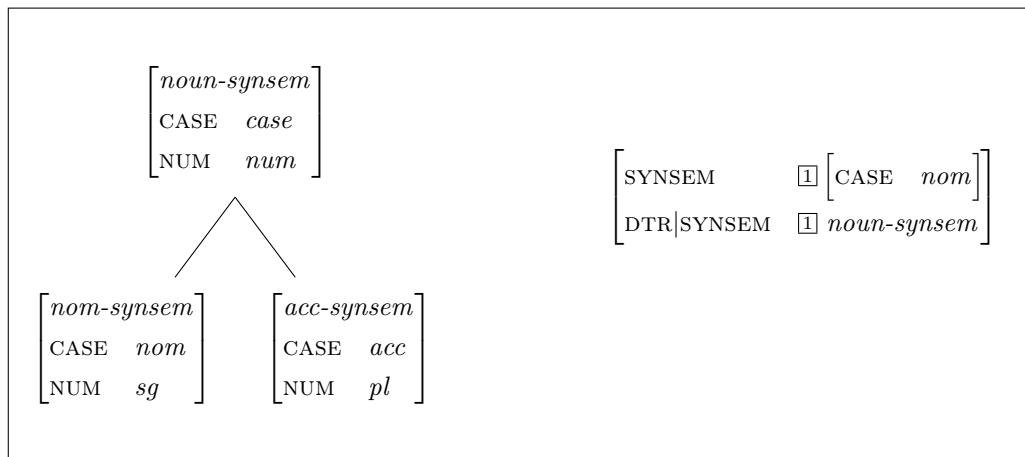 noun-synsem
CASE case
NUM num
nom-synsem
CASE nom
NUM sg
acc-synsem
CASE acc
NUM pl
SYNSEM 1 [CASE nom]
DTR|SYNSEM 1 noun-synsem